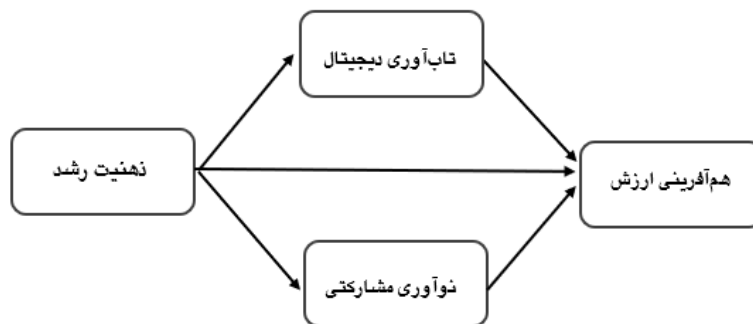 تاب‌آوری دیجیتال
ذهنیت رشد
هم‌آفرینی ارزش
نوآوری مشارکتی